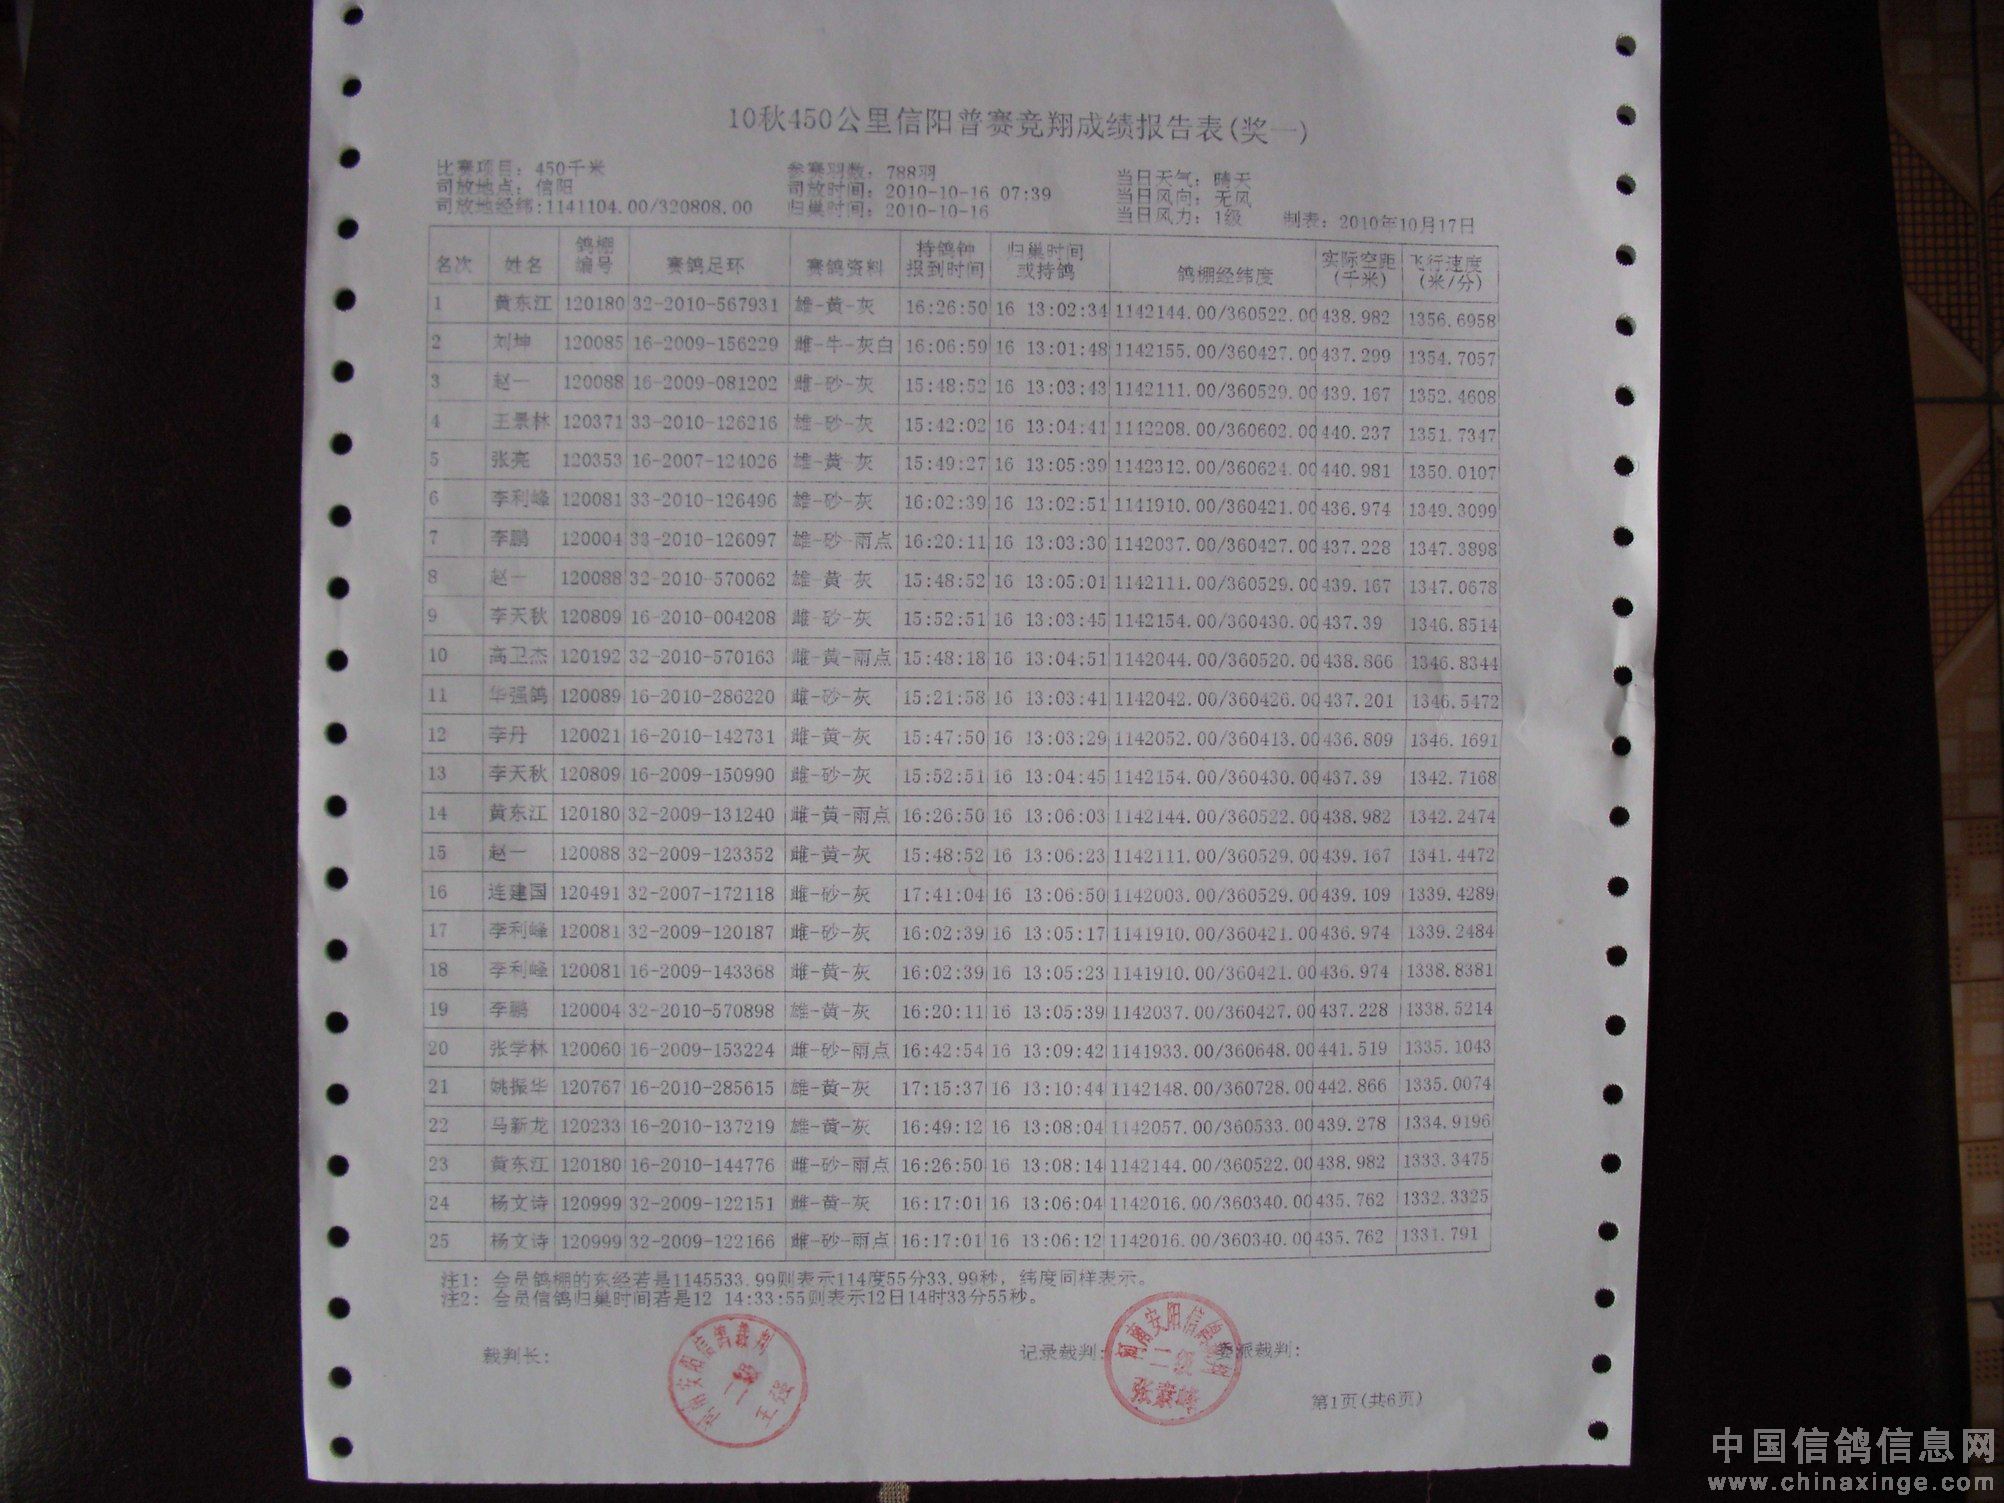 10秋450公里信阳普赛竞翔成绩报告表(奖一)
比赛项目: 450千米 参赛羽数: 788羽 当日天气: 晴天
司放地点: 信阳 司放时间: 2010-10-16 07:39 当日风向: 无风
司放地经纬:1141104.00/320808.00 归巢时间: 2010-10-16 当日风力: 1级 制表: 2010年10月17日
名次 姓名 鸽棚编号 赛鸽足环 赛鸽资料 持鸽钟报到时间 归巢时间或持鸽 鸽棚经纬度 实际空距(千米) 飞行速度(米/分)
1 黄东江 120180 32-2010-567931 雄-黄-灰 16:26:50 16 13:02:34 1142144.00/360522.00 438.982 1356.6958
2 刘坤 120085 16-2009-156229 雌-牛-灰白 16:06:59 16 13:01:48 1142155.00/360427.00 437.299 1354.7057
3 赵一 120088 16-2009-081202 雌-砂-灰 15:48:52 16 13:03:43 1142111.00/360529.00 439.167 1352.4608
4 王景林 120371 33-2010-126216 雄-砂-灰 15:42:02 16 13:04:41 1142208.00/360602.00 440.237 1351.7347
5 张亮 120353 16-2007-124026 雄-黄-灰 15:49:27 16 13:05:39 1142312.00/360624.00 440.981 1350.0107
6 李利峰 120081 33-2010-126496 雄-砂-灰 16:02:39 16 13:02:51 1141910.00/360421.00 436.974 1349.3099
7 李鹏 120004 33-2010-126097 雄-砂-雨点 16:20:11 16 13:03:30 1142037.00/360427.00 437.228 1347.3898
8 赵一 120088 32-2010-570062 雄-黄-灰 15:48:52 16 13:05:01 1142111.00/360529.00 439.167 1347.0678
9 李天秋 120809 16-2010-004208 雌-砂-灰 15:52:51 16 13:03:45 1142154.00/360430.00 437.39 1346.8514
10 高卫杰 120192 32-2010-570163 雌-黄-雨点 15:48:18 16 13:04:51 1142044.00/360520.00 438.866 1346.8344
11 华强鸽 120089 16-2010-286220 雌-砂-灰 15:21:58 16 13:03:41 1142042.00/360426.00 437.201 1346.5472
12 李丹 120021 16-2010-142731 雌-黄-灰 15:47:50 16 13:03:29 1142052.00/360413.00 436.809 1346.1691
13 李天秋 120809 16-2009-150990 雌-砂-灰 15:52:51 16 13:04:45 1142154.00/360430.00 437.39 1342.7168
14 黄东江 120180 32-2009-131240 雌-黄-雨点 16:26:50 16 13:06:03 1142144.00/360522.00 438.982 1342.2474
15 赵一 120088 32-2009-123352 雌-黄-灰 15:48:52 16 13:06:23 1142111.00/360529.00 439.167 1341.4472
16 连建国 120491 32-2007-172118 雌-砂-灰 17:41:04 16 13:06:50 1142003.00/360529.00 439.109 1339.4289
17 李利峰 120081 32-2009-120187 雌-砂-灰 16:02:39 16 13:05:17 1141910.00/360421.00 436.974 1339.2484
18 李利峰 120081 16-2009-143368 雌-黄-灰 16:02:39 16 13:05:23 1141910.00/360421.00 436.974 1338.8381
19 李鹏 120004 32-2010-570898 雄-黄-灰 16:20:11 16 13:05:39 1142037.00/360427.00 437.228 1338.5214
20 张学林 120060 16-2009-153224 雌-砂-雨点 16:42:54 16 13:09:42 1141933.00/360648.00 441.519 1335.1043
21 姚振华 120767 16-2010-285615 雄-黄-灰 17:15:37 16 13:10:44 1142148.00/360728.00 442.866 1335.0074
22 马新龙 120233 16-2010-137219 雄-黄-灰 16:49:12 16 13:08:04 1142057.00/360533.00 439.278 1334.9196
23 黄东江 120180 16-2010-144776 雌-砂-雨点 16:26:50 16 13:08:14 1142144.00/360522.00 438.982 1333.3475
24 杨文诗 120999 32-2009-122151 雌-黄-灰 16:17:01 16 13:06:04 1142016.00/360340.00 435.762 1332.3325
25 杨文诗 120999 32-2009-122166 雌-砂-雨点 16:17:01 16 13:06:12 1142016.00/360340.00 435.762 1331.791
注1: 会员鸽棚的东经若是1145533.99则表示114度55分33.99秒, 纬度同样表示。
注2: 会员信鸽归巢时间若是12 14:33:55则表示12日14时33分55秒。
裁判长: 记录裁判: 委派裁判:
河南安阳信鸽裁判
王强
河南安阳信鸽
二级
第1页(共6页)
中国信鸽信息网
www.chinaxinge.com